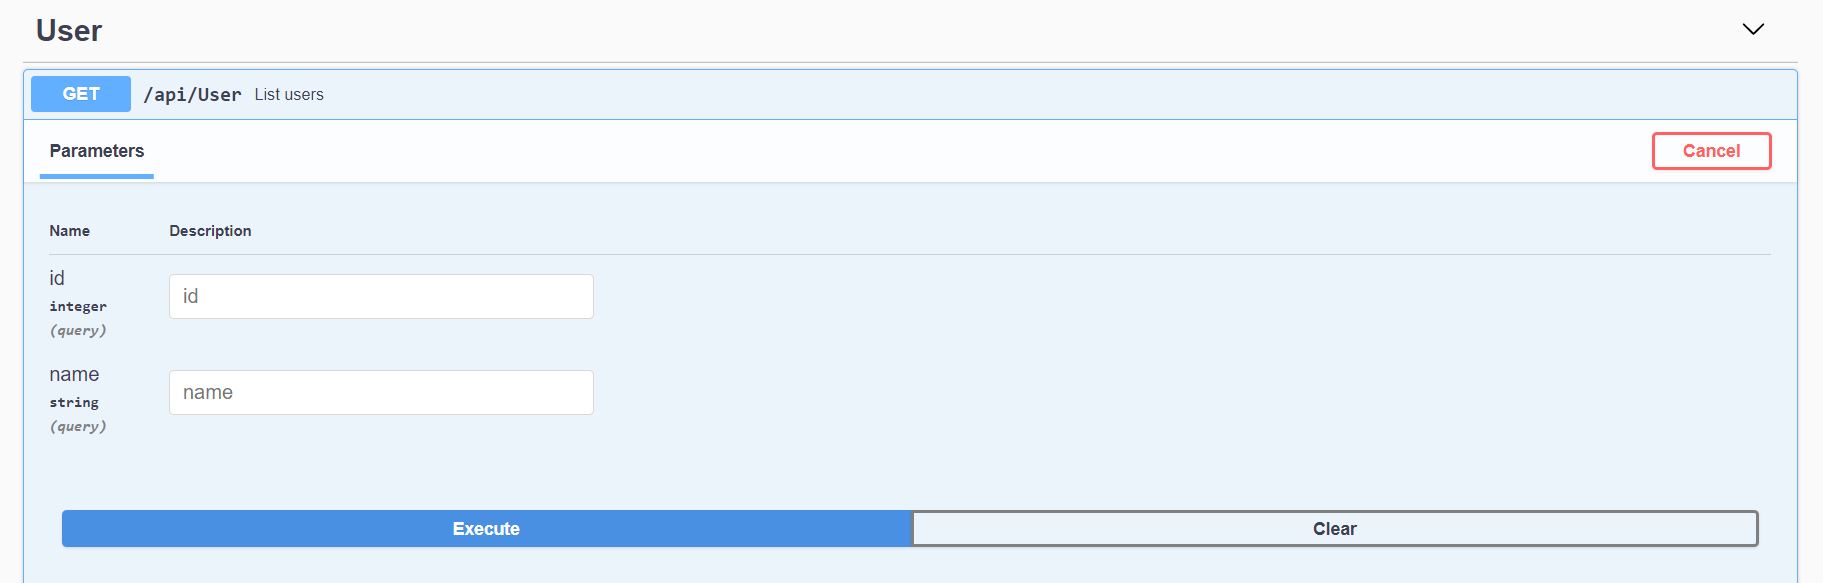 User
GET /api/User List users
Parameters Cancel
Name Description
id
integer
(query)
id
name
string
(query)
name
Execute Clear